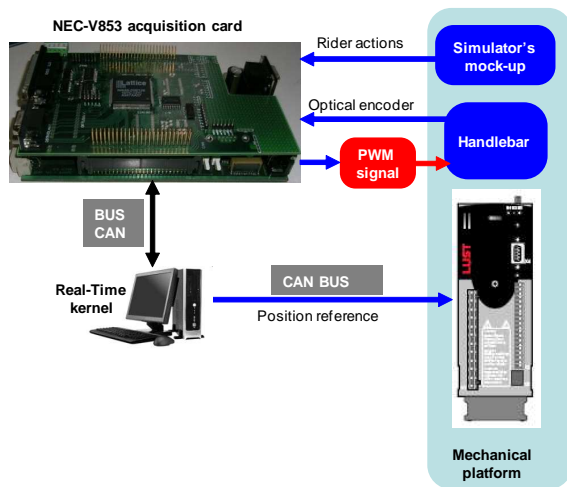 NEC-V853 acquisition card
Rider actions
Simulator's
mock-up
Optical encoder
Handlebar
PWM
signal
BUS
CAN
Real-Time
kernel
CAN BUS
Position reference
LUST
Mechanical
platform